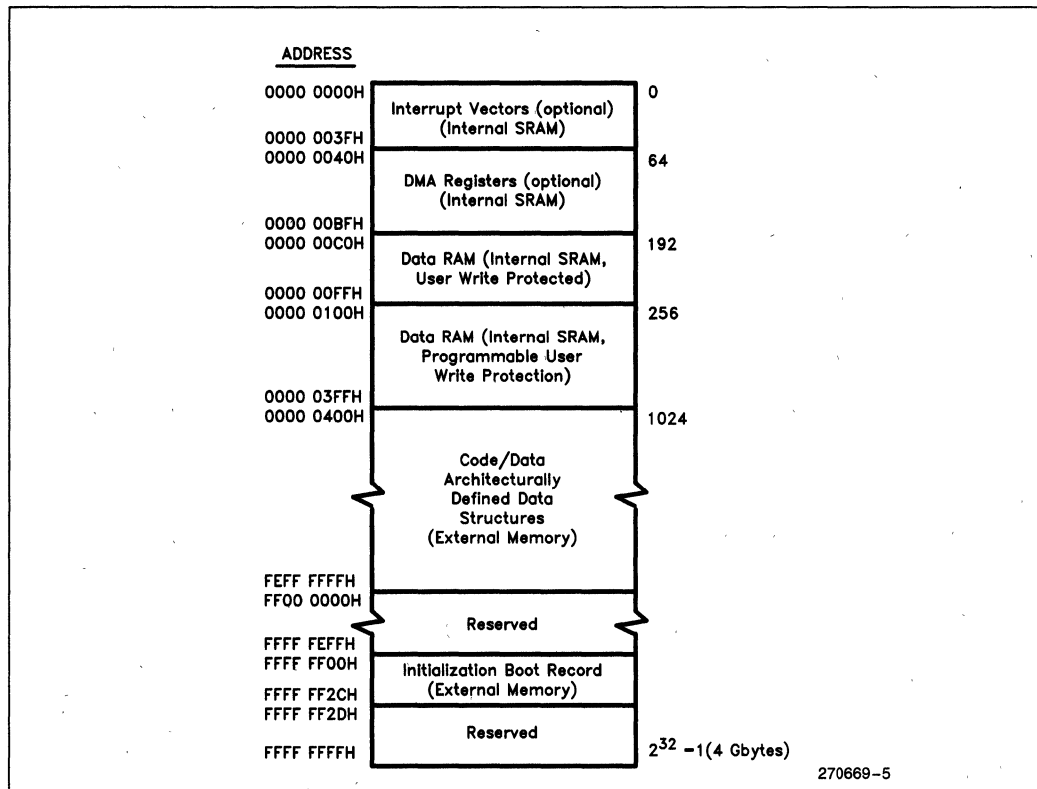 ADDRESS
0000 0000H
0
Interrupt Vectors (optional)
(Internal SRAM)
0000 003FH
0000 0040H
64
DMA Registers (optional)
(Internal SRAM)
0000 00BFH
0000 00C0H
192
Data RAM (Internal SRAM,
User Write Protected)
0000 00FFH
0000 0100H
256
Data RAM (Internal SRAM,
Programmable User
Write Protection)
0000 03FFH
0000 0400H
1024
Code/Data
Architecturally
Defined Data
Structures
(External Memory)
FEFF FFFFH
FF00 0000H
Reserved
FFFF FEFFH
FFFF FF00H
Initialization Boot Record
(External Memory)
FFFF FF2CH
FFFF FF2DH
Reserved
FFFF FFFFH
2³² -1(4 Gbytes)
270669-5